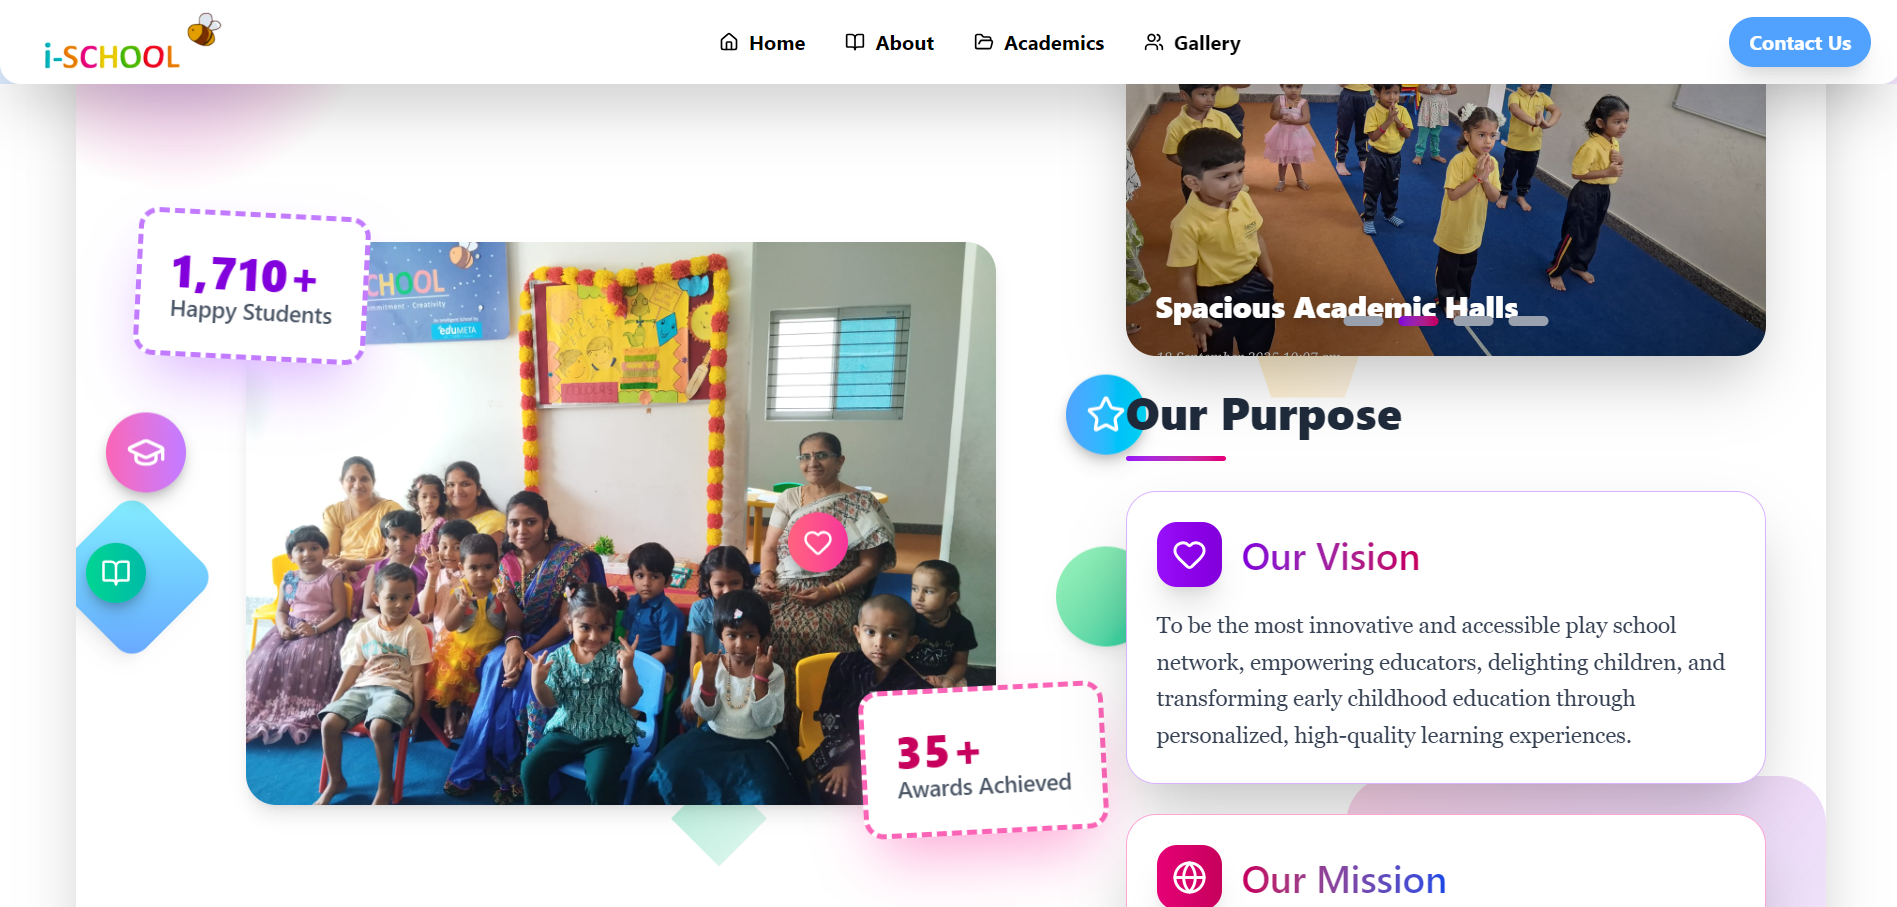 i-SCHOOL
Home
About
Academics
Gallery
Contact Us
1,710+
Happy Students
CHOOL
eduMETA
Spacious Academic Halls
Our Purpose
Our Vision
To be the most innovative and accessible play school
network, empowering educators, delighting children, and
transforming early childhood education through
personalized, high-quality learning experiences.
35+
Awards Achieved
Our Mission